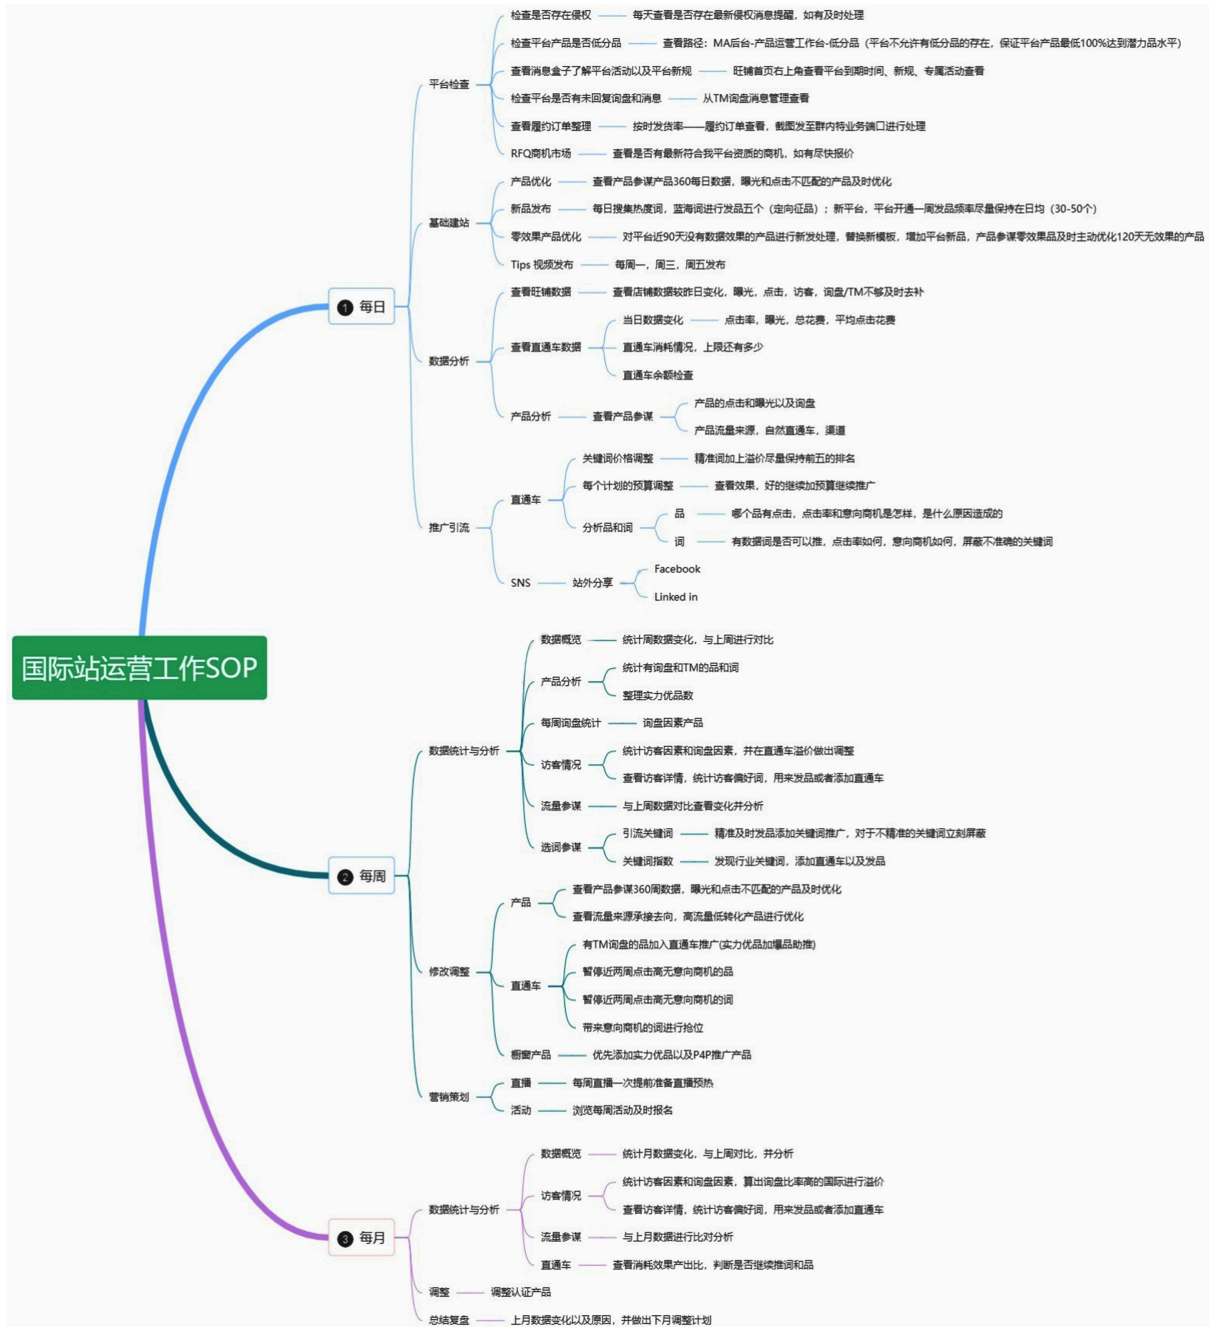 国际站运营工作SOP
1 每日
平台检查
检查是否存在侵权 每天查看是否存在最新侵权消息提醒，如有及时处理
检查平台产品是否低分品 查看路径：MA后台-产品运营工作台-低分品（平台不允许有低分品的存在，保证平台产品最低100%达到潜力品水平）
查看消息盒子了解平台活动以及平台新规 旺铺首页右上角查看平台到期时间、新规、专属活动查看
检查平台是否有未回复询盘和消息 从TM询盘消息管理查看
查看履约订单整理 按时发货率——履约订单查看，截图发至群内特业务端口进行处理
RFQ商机市场 查看是否有最新符合我平台资质的商机，如有尽快报价
基础建站
产品优化 查看产品参谋产品360每日数据，曝光和点击不匹配的产品及时优化
新品发布 每日搜集热度词，蓝海词进行发品五个（定向征品）；新平台，平台开通一周发品频率尽量保持在日均（30-50个）
零效果产品优化 对平台近90天没有数据效果的产品进行新发处理，替换新模板，增加平台新品，产品参谋零效果品及时主动优化120天无效果的产品
Tips 视频发布 每周一，周三，周五发布
数据分析
查看旺铺数据 查看店铺数据较昨日变化，曝光，点击，访客，询盘/TM不够及时去补
查看直通车数据
当日数据变化 点击率，曝光，总花费，平均点击花费
直通车消耗情况，上限还有多少
直通车余额检查
产品分析 查看产品参谋
产品的点击和曝光以及询盘
产品流量来源，自然直通车，渠道
推广引流
直通车
关键词价格调整 精准词加上溢价尽量保持前五的排名
每个计划的预算调整 查看效果，好的继续加预算继续推广
分析品和词
品 哪个品有点击，点击率和意向商机是怎样，是什么原因造成的
词 有数据词是否可以推，点击率如何，意向商机如何，屏蔽不准确的关键词
SNS 站外分享
Facebook
Linked in
2 每周
数据统计与分析
数据概览 统计周数据变化，与上周进行对比
产品分析
统计有询盘和TM的品和词
整理实力优品数
每周询盘统计 询盘因素产品
访客情况
统计访客因素和询盘因素，并在直通车溢价做出调整
查看访客详情，统计访客偏好词，用来发品或者添加直通车
流量参谋 与上周数据对比查看变化并分析
选词参谋
引流关键词 精准及时发品添加关键词推广，对于不精准的关键词立刻屏蔽
关键词指数 发现行业关键词，添加直通车以及发品
修改调整
产品
查看产品参谋360周数据，曝光和点击不匹配的产品及时优化
查看流量来源承接去向，高流量低转化产品进行优化
直通车
有TM询盘的品加入直通车推广(实力优品加爆品助推)
暂停近两周点击高无意向商机的品
暂停近两周点击高无意向商机的词
带来意向商机的词进行抢位
橱窗产品 优先添加实力优品以及P4P推广产品
营销策划
直播 每周直播一次提前准备直播预热
活动 浏览每周活动及时报名
3 每月
数据统计与分析
数据概览 统计月数据变化，与上周对比，并分析
访客情况
统计访客因素和询盘因素，算出询盘比率高的国际进行溢价
查看访客详情，统计访客偏好词，用来发品或者添加直通车
流量参谋 与上月数据进行比对分析
直通车 查看消耗效果产出比，判断是否继续推词和品
调整 调整认证产品
总结复盘 上月数据变化以及原因，并做出下月调整计划